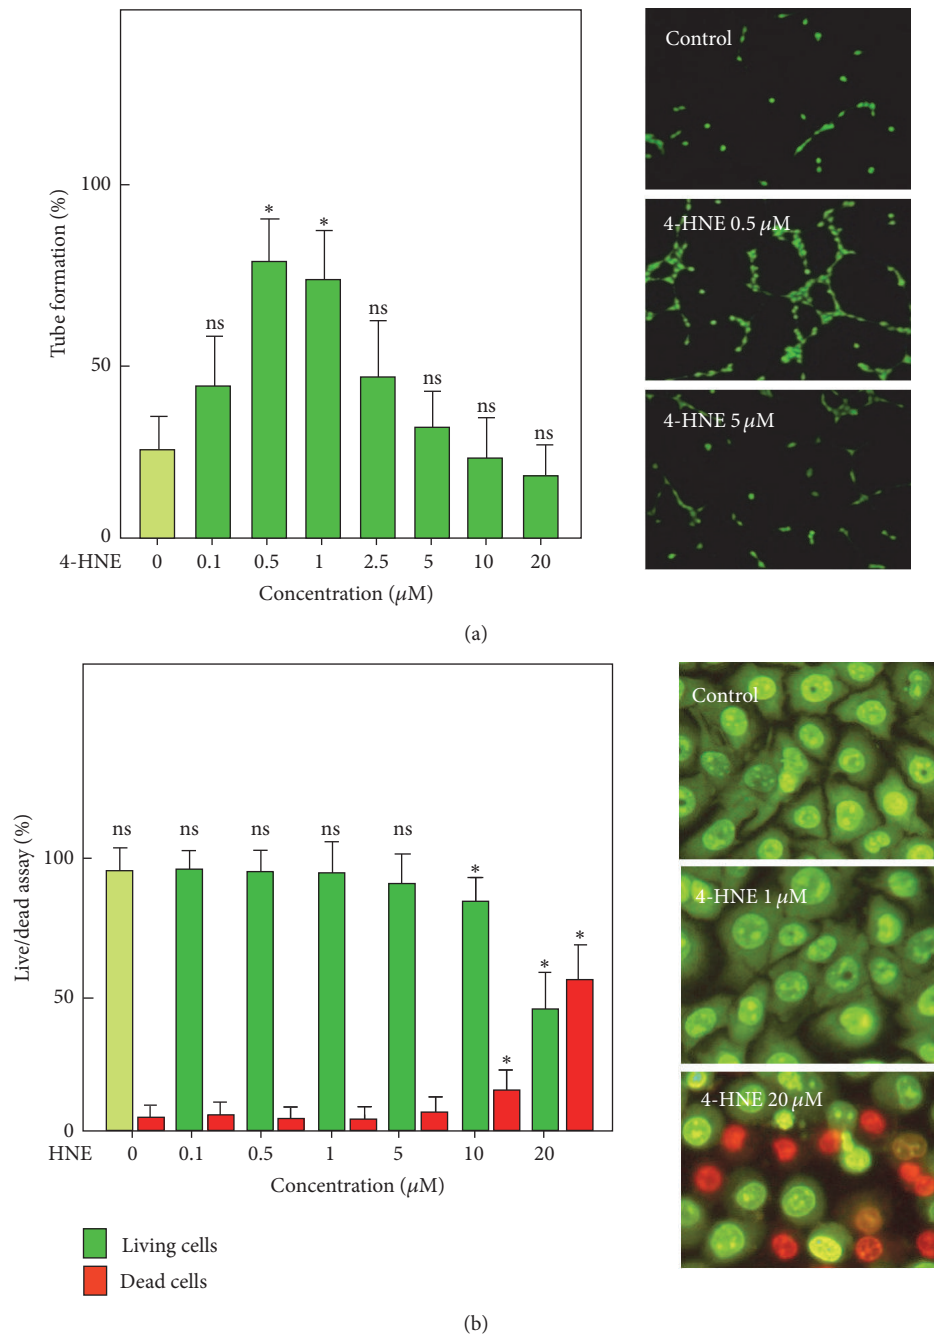 100
50
0
Tube formation (%)
ns
*
*
ns
ns
ns
ns
4-HNE
0 0.1 0.5 1 2.5 5 10 20
Concentration (μM)
Control
4-HNE 0.5 μM
4-HNE 5 μM
(a)
100
50
0
Live/dead assay (%)
ns ns ns ns ns
*
*
*
*
HNE
0 0.1 0.5 1 5 10 20
Concentration (μM)
Living cells
Dead cells
Control
4-HNE 1 μM
4-HNE 20 μM
(b)